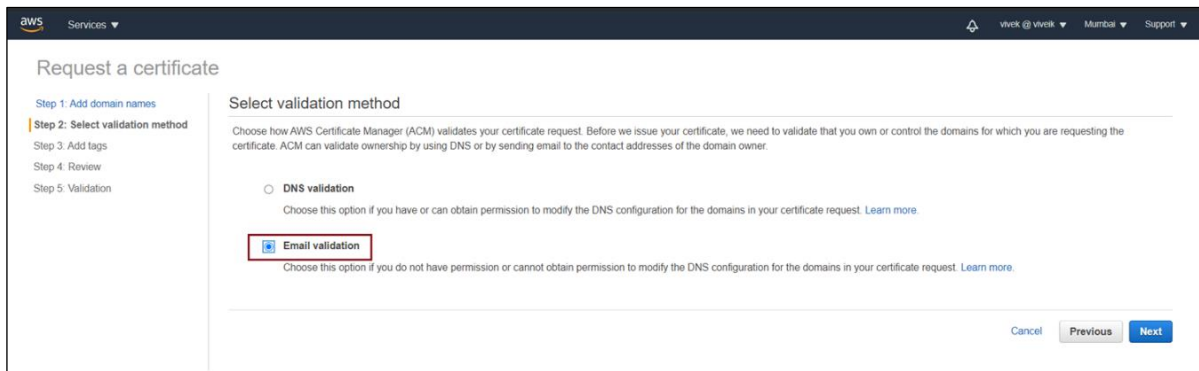 aws Services vivek @ viveik Mumbai Support
Request a certificate
Step 1: Add domain names
Step 2: Select validation method
Step 3: Add tags
Step 4: Review
Step 5: Validation
Select validation method
Choose how AWS Certificate Manager (ACM) validates your certificate request. Before we issue your certificate, we need to validate that you own or control the domains for which you are requesting the
certificate. ACM can validate ownership by using DNS or by sending email to the contact addresses of the domain owner.
DNS validation
Choose this option if you have or can obtain permission to modify the DNS configuration for the domains in your certificate request. Learn more.
Email validation
Choose this option if you do not have permission or cannot obtain permission to modify the DNS configuration for the domains in your certificate request. Learn more.
Cancel Previous Next